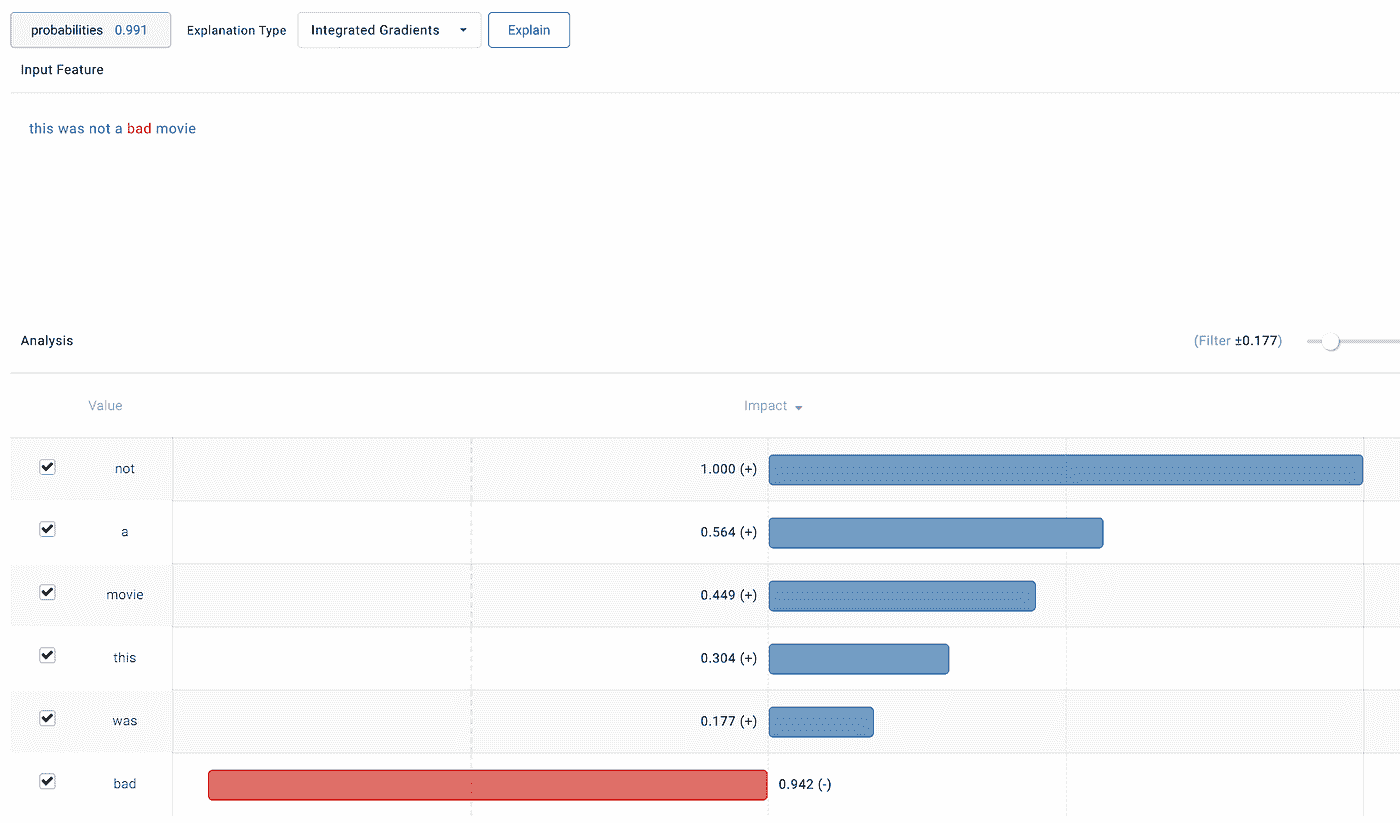 probabilities 0.991 Explanation Type Integrated Gradients Explain
Input Feature
this was not a bad movie
Analysis (Filter ±0.177)
Value Impact
not 1.000 (+)
a 0.564 (+)
movie 0.449 (+)
this 0.304 (+)
was 0.177 (+)
bad 0.942 (-)